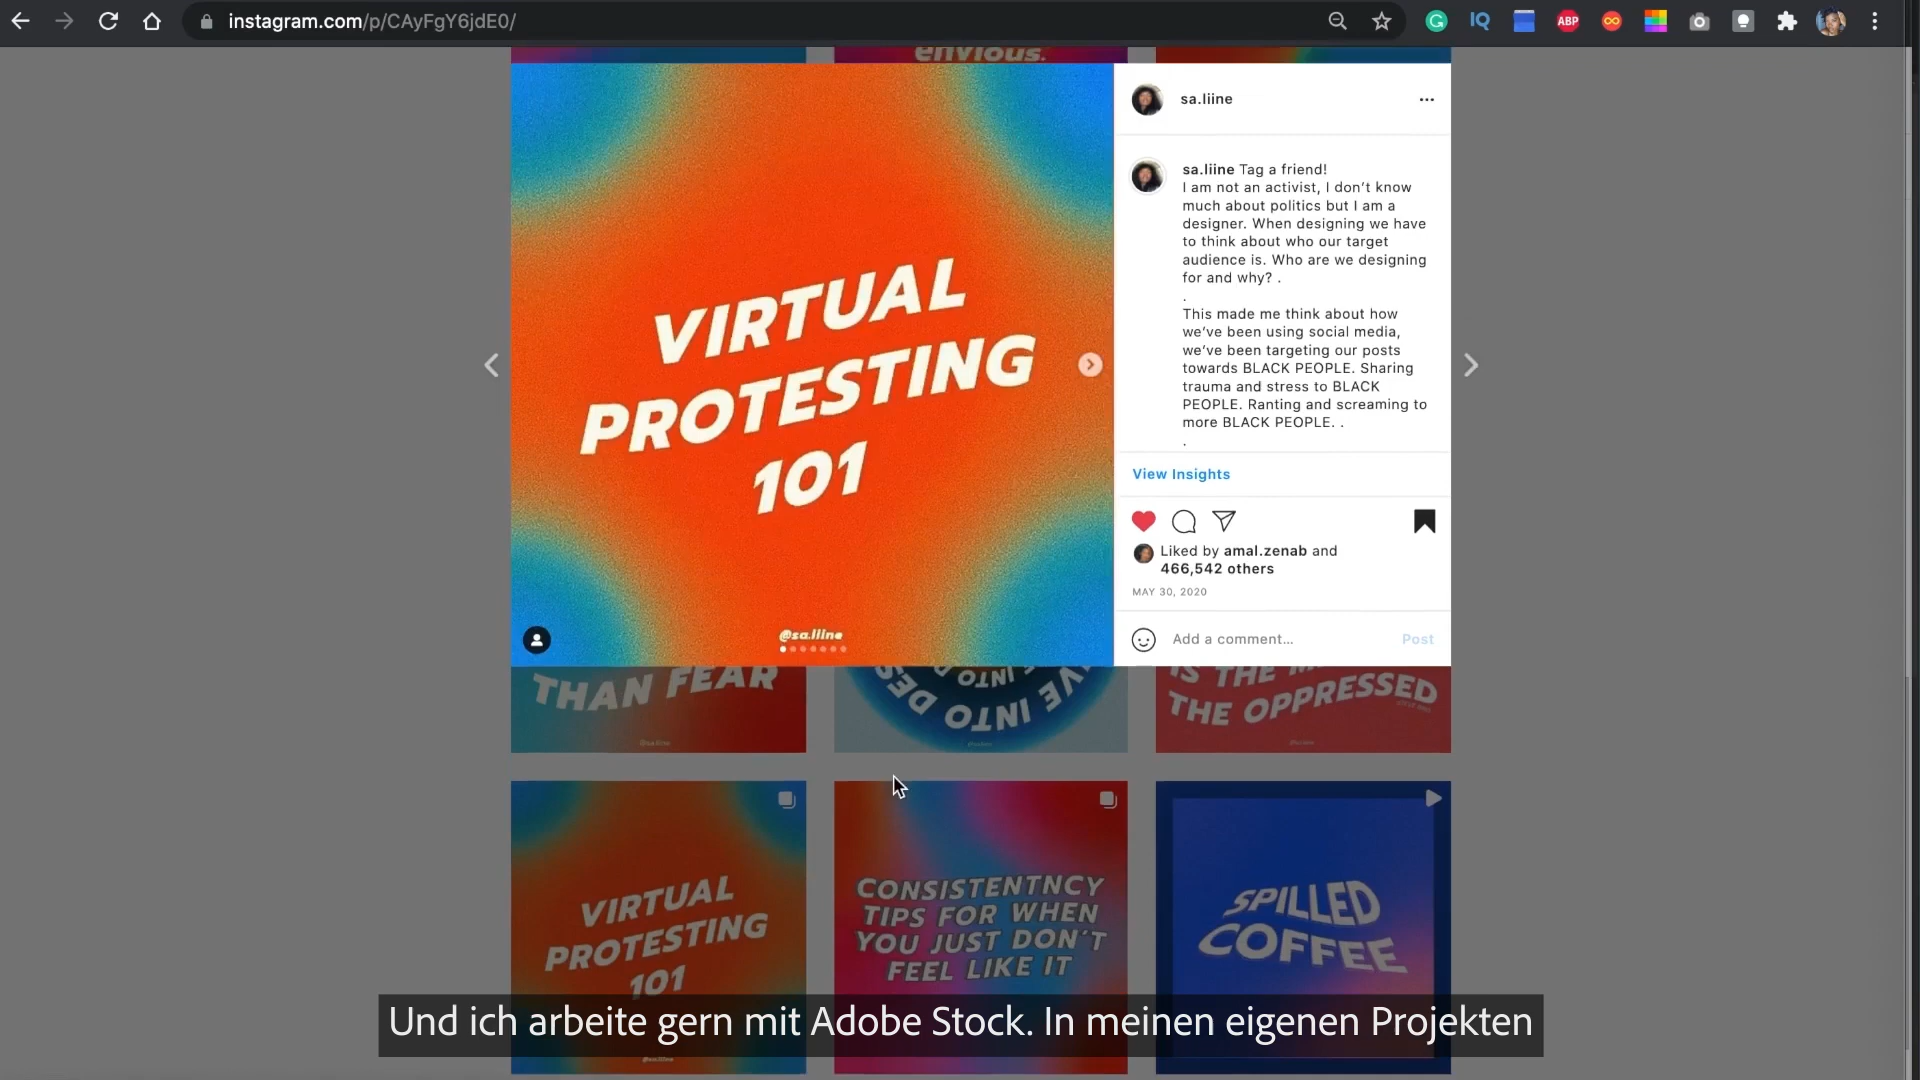 instagram.com/p/CAyFgY6jdE0/
envious.
VIRTUAL
PROTESTING
101
@sa.liine
sa.liine
sa.liine Tag a friend!
I am not an activist, I don’t know
much about politics but I am a
designer. When designing we have
to think about who our target
audience is. Who are we designing
for and why? .
.
This made me think about how
we’ve been using social media,
we’ve been targeting our posts
towards BLACK PEOPLE. Sharing
trauma and stress to BLACK
PEOPLE. Ranting and screaming to
more BLACK PEOPLE. .
.
View Insights
Liked by amal.zenab and
466,542 others
MAY 30, 2020
Add a comment...
Post
THAN FEAR
INTO
INTO
THE OPPRESSED
VIRTUAL
PROTESTING
101
CONSISTENTNCY
TIPS FOR WHEN
YOU JUST DON'T
FEEL LIKE IT
SPILLED
COFFEE
Und ich arbeite gern mit Adobe Stock. In meinen eigenen Projekten